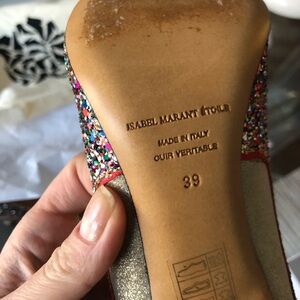 ISABEL MARANT ÉTOILE
MADE IN ITALY
CUIR VERITABLE
39